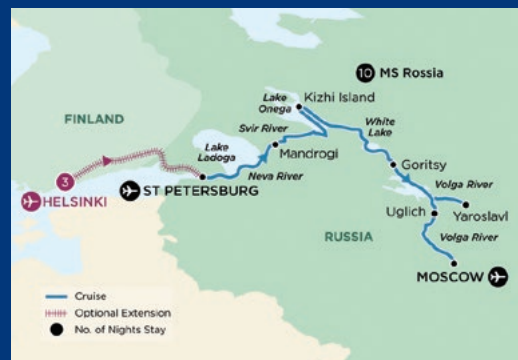 10 MS Rossia
Lake
Onega
Kizhi Island
FINLAND
Svir River
White
Lake
Lake
Ladoga
Mandrogi
Goritsy
3
Neva River
HELSINKI
ST PETERSBURG
Volga River
Uglich
Yaroslavl
RUSSIA
Volga River
MOSCOW
Cruise
Optional Extension
No. of Nights Stay